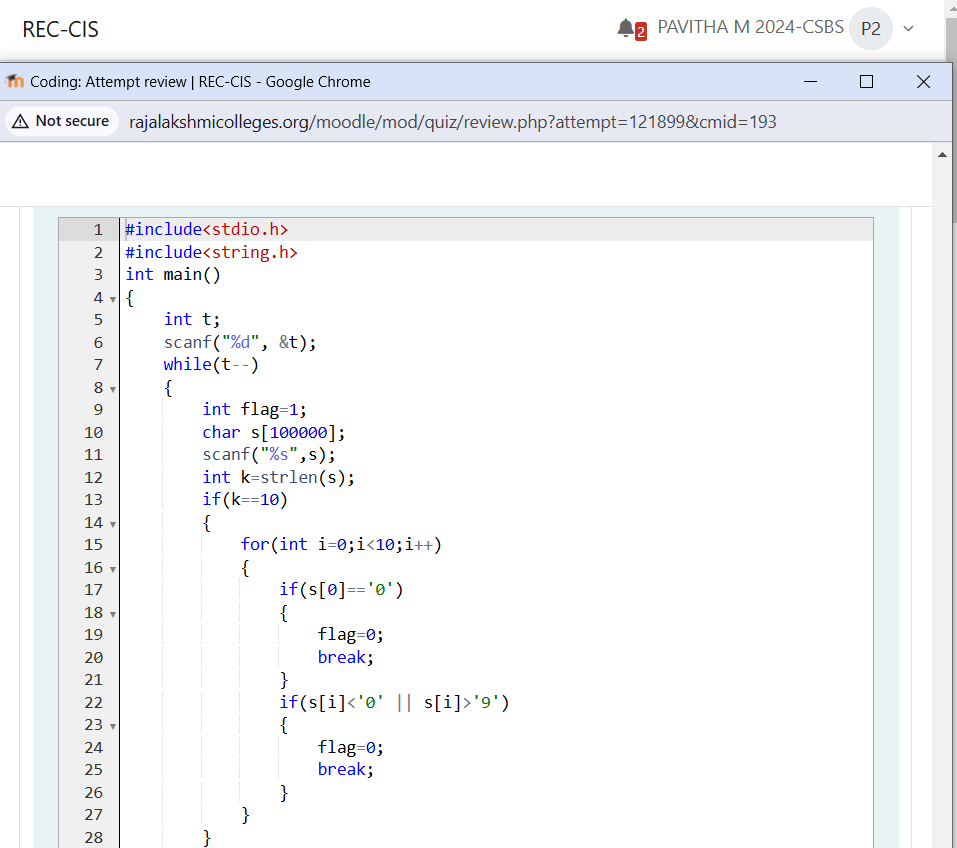 REC-CIS
2 PAVITHA M 2024-CSBS P2
Coding: Attempt review | REC-CIS - Google Chrome
Not secure rajalakshmicolleges.org/moodle/mod/quiz/review.php?attempt=121899&cmid=193
1 #include<stdio.h>
2 #include<string.h>
3 int main()
4 {
5 int t;
6 scanf("%d", &t);
7 while(t--)
8 {
9 int flag=1;
10 char s[100000];
11 scanf("%s",s);
12 int k=strlen(s);
13 if(k==10)
14 {
15 for(int i=0;i<10;i++)
16 {
17 if(s[0]=='0')
18 {
19 flag=0;
20 break;
21 }
22 if(s[i]<'0' || s[i]>'9')
23 {
24 flag=0;
25 break;
26 }
27 }
28 }